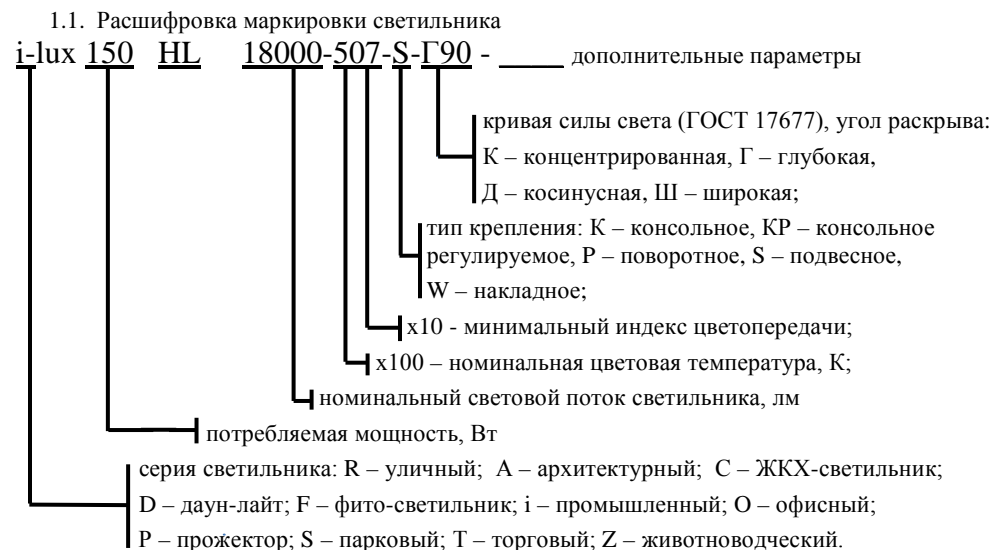 1.1. Расшифровка маркировки светильника
i-lux 150 HL 18000-507-S-Г90 - _____ дополнительные параметры
кривая силы света (ГОСТ 17677), угол раскрыва:
К – концентрированная, Г – глубокая,
Д – косинусная, Ш – широкая;
тип крепления: К – консольное, КР – консольное
регулируемое, P – поворотное, S – подвесное,
W – накладное;
х10 - минимальный индекс цветопередачи;
х100 – номинальная цветовая температура, К;
номинальный световой поток светильника, лм
потребляемая мощность, Вт
серия светильника: R – уличный; A – архитектурный; C – ЖКХ-светильник;
D – даун-лайт; F – фито-светильник; i – промышленный; O – офисный;
P – прожектор; S – парковый; T – торговый; Z – животноводческий.